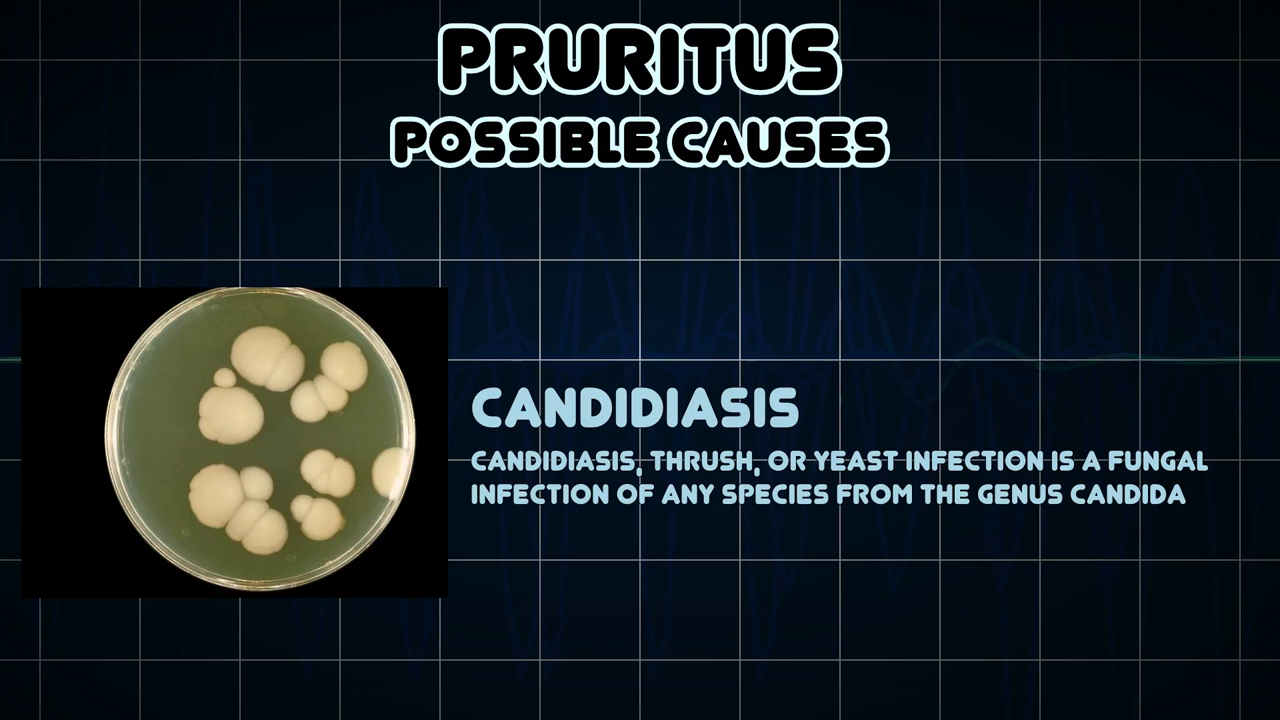 PRURITUS
POSSIBLE CAUSES
CANDIDIASIS
CANDIDIASIS, THRUSH, OR YEAST INFECTION IS A FUNGAL
INFECTION OF ANY SPECIES FROM THE GENUS CANDIDA